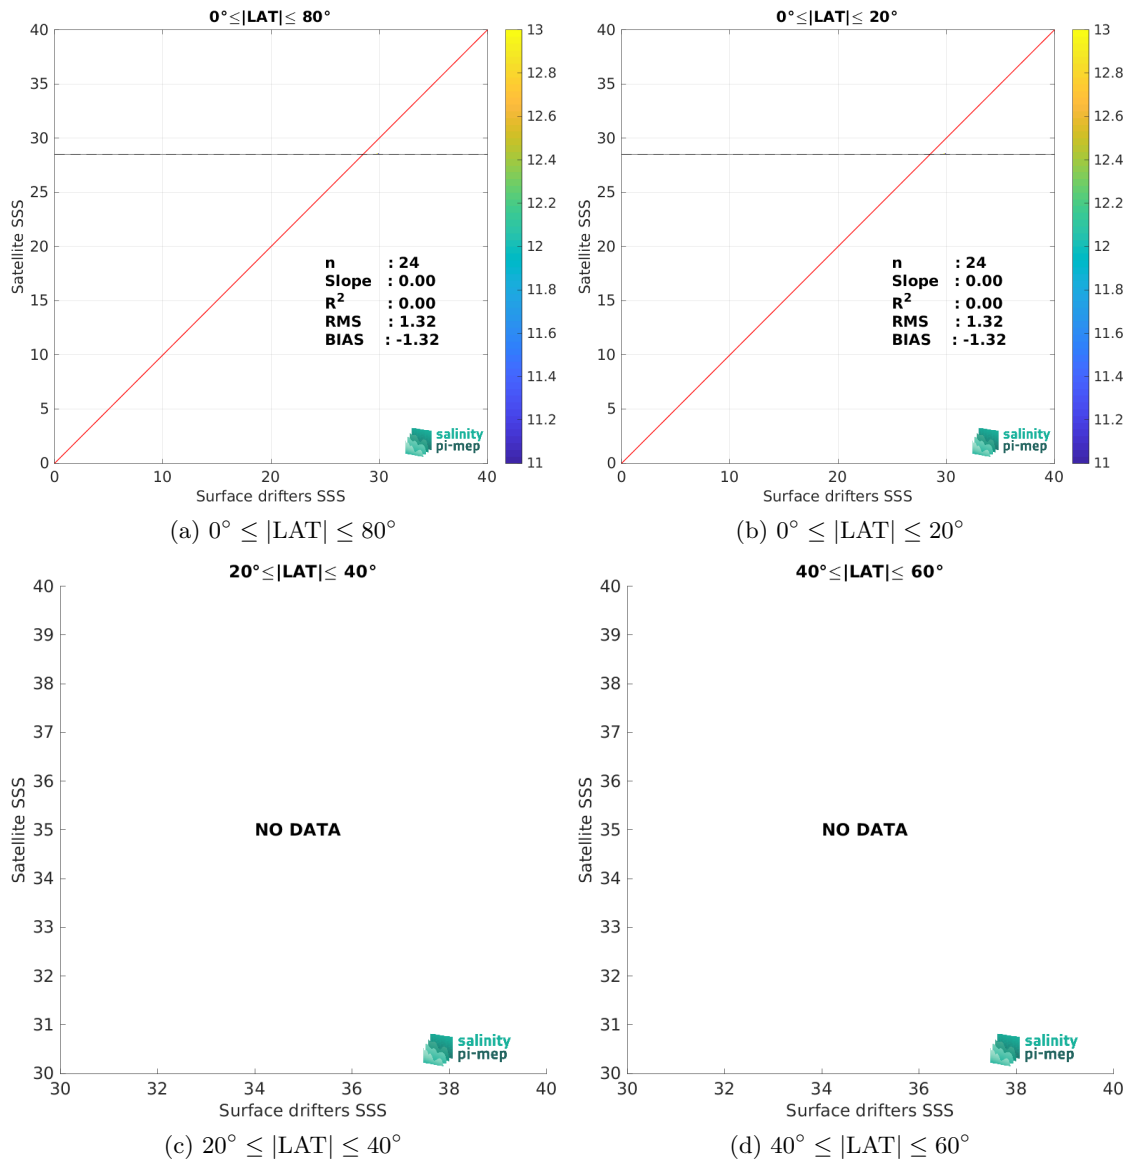 0°≤|LAT|≤ 80°
40
35
30
25
20
15
10
5
0
Satellite SSS
n : 24
Slope : 0.00
R² : 0.00
RMS : 1.32
BIAS : -1.32
salinity
pi-mep
0 10 20 30 40
Surface drifters SSS
13
12.8
12.6
12.4
12.2
12
11.8
11.6
11.4
11.2
11
(a) 0° ≤ |LAT| ≤ 80°
0°≤|LAT|≤ 20°
40
35
30
25
20
15
10
5
0
Satellite SSS
n : 24
Slope : 0.00
R² : 0.00
RMS : 1.32
BIAS : -1.32
salinity
pi-mep
0 10 20 30 40
Surface drifters SSS
13
12.8
12.6
12.4
12.2
12
11.8
11.6
11.4
11.2
11
(b) 0° ≤ |LAT| ≤ 20°
20°≤|LAT|≤ 40°
40
39
38
37
36
35
34
33
32
31
30
Satellite SSS
NO DATA
salinity
pi-mep
30 32 34 36 38 40
Surface drifters SSS
(c) 20° ≤ |LAT| ≤ 40°
40°≤|LAT|≤ 60°
40
39
38
37
36
35
34
33
32
31
30
Satellite SSS
NO DATA
salinity
pi-mep
30 32 34 36 38 40
Surface drifters SSS
(d) 40° ≤ |LAT| ≤ 60°